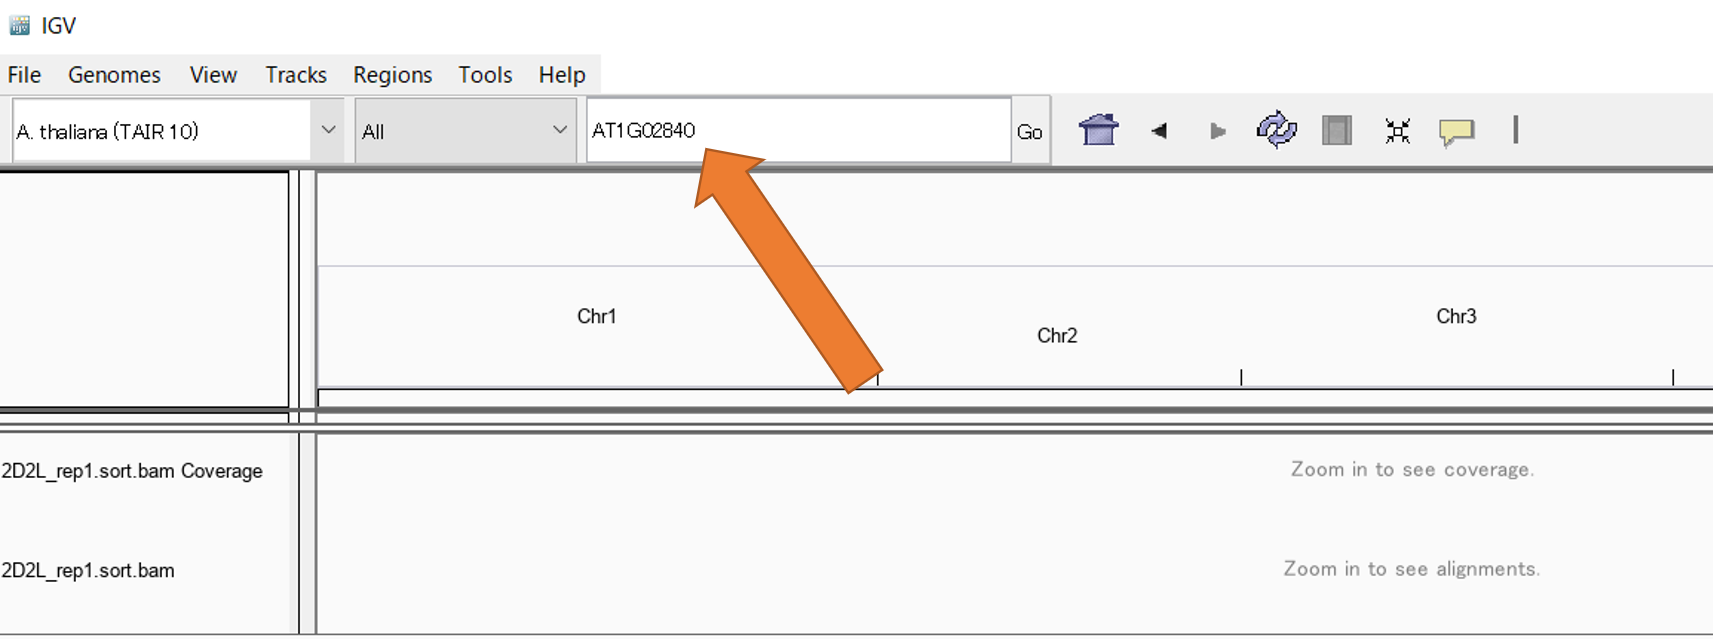 IGV
File Genomes View Tracks Regions Tools Help
A. thaliana (TAIR 10) All AT1G02840 Go
Chr1 Chr2 Chr3
2D2L_rep1.sort.bam Coverage Zoom in to see coverage.
2D2L_rep1.sort.bam Zoom in to see alignments.